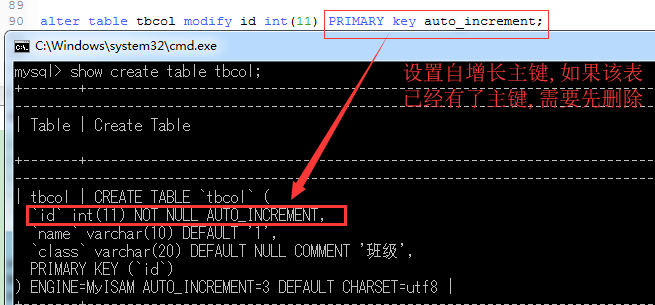 89
90 alter table tbcol modify id int(11) PRIMARY key auto_increment;
C:\Windows\system32\cmd.exe
mysql> show create table tbcol;
设置自增长主键,如果该表
已经有了主键,需要先删除
| Table | Create Table
| tbcol | CREATE TABLE `tbcol` (
`id` int(11) NOT NULL AUTO_INCREMENT,
`name` varchar(10) DEFAULT '1',
`class` varchar(20) DEFAULT NULL COMMENT '班级',
PRIMARY KEY (`id`)
) ENGINE=MyISAM AUTO_INCREMENT=3 DEFAULT CHARSET=utf8 |